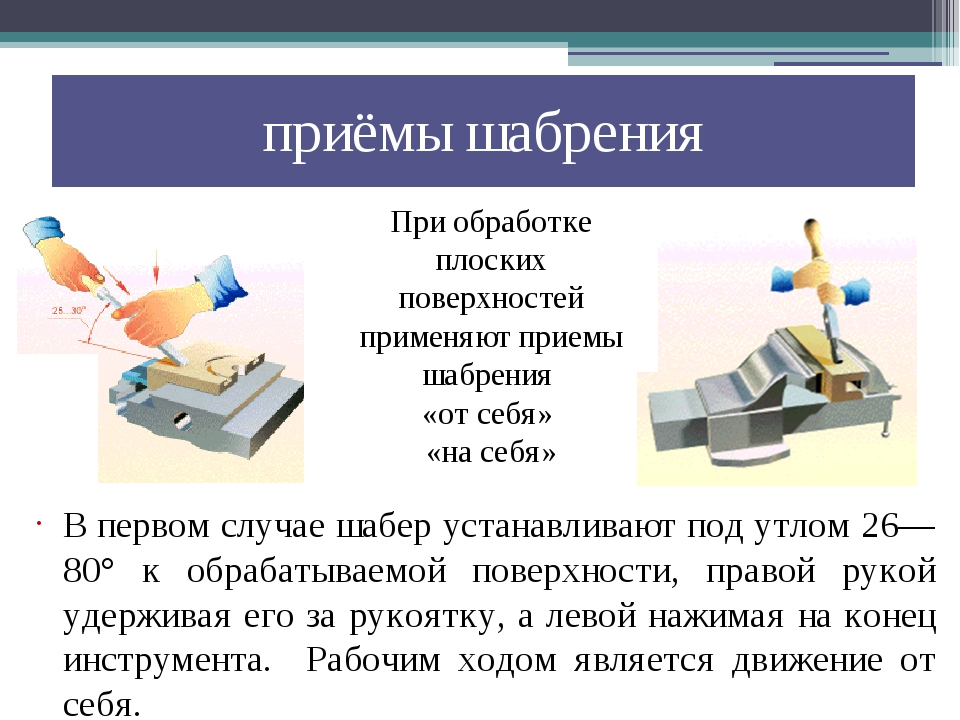 приёмы шабрения
При обработке
плоских
поверхностей
применяют приемы
шабрения
«от себя»
«на себя»
25...30°
В первом случае шабер устанавливают под утлом 26—
80° к обрабатываемой поверхности, правой рукой
удерживая его за рукоятку, а левой нажимая на конец
инструмента. Рабочим ходом является движение от
себя.